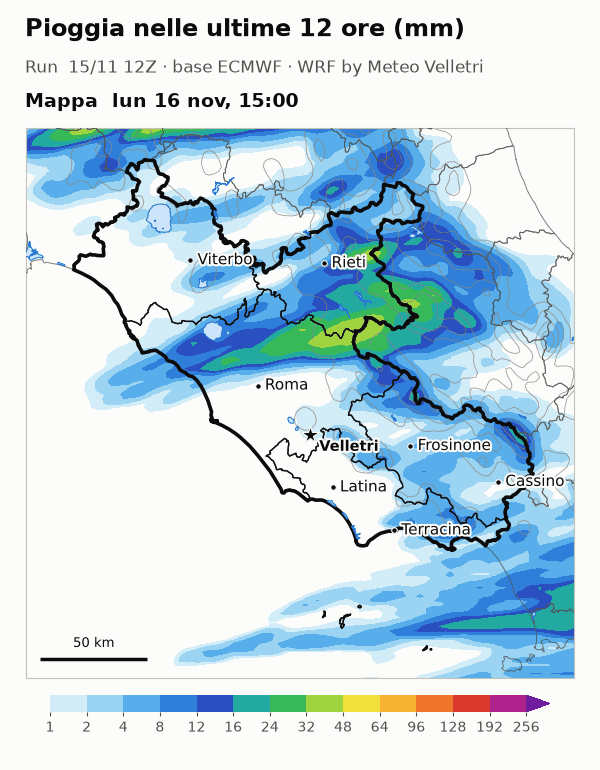 Pioggia nelle ultime 12 ore (mm)
Run  15/11 12Z · base ECMWF · WRF by Meteo Velletri
Mappa  lun 16 nov, 15:00
Viterbo
Rieti
Roma
Velletri
Frosinone
Latina
Cassino
Terracina
50 km
1 2 4 8 12 16 24 32 48 64 96 128 192 256